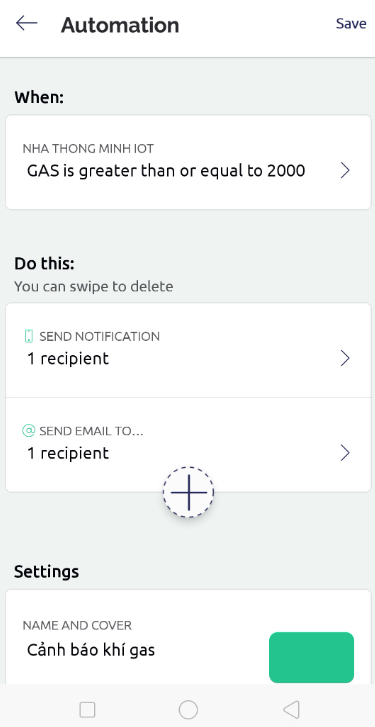 Automation
Save
When:
NHA THONG MINH IOT
GAS is greater than or equal to 2000
Do this:
You can swipe to delete
SEND NOTIFICATION
1 recipient
SEND EMAIL TO...
1 recipient
Settings
NAME AND COVER
Cảnh báo khí gas